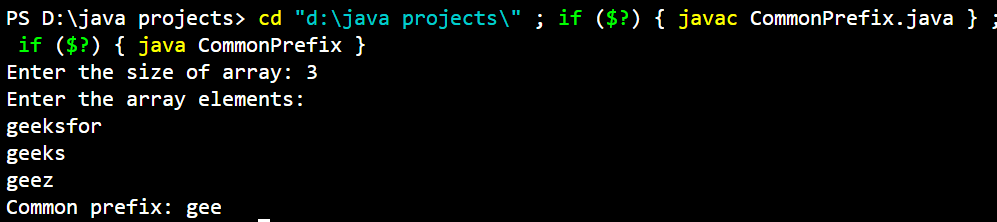 PS D:\java projects> cd "d:\java projects\" ; if ($?) { javac CommonPrefix.java } ;
if ($?) { java CommonPrefix }
Enter the size of array: 3
Enter the array elements:
geeksfor
geeks
geez
Common prefix: gee